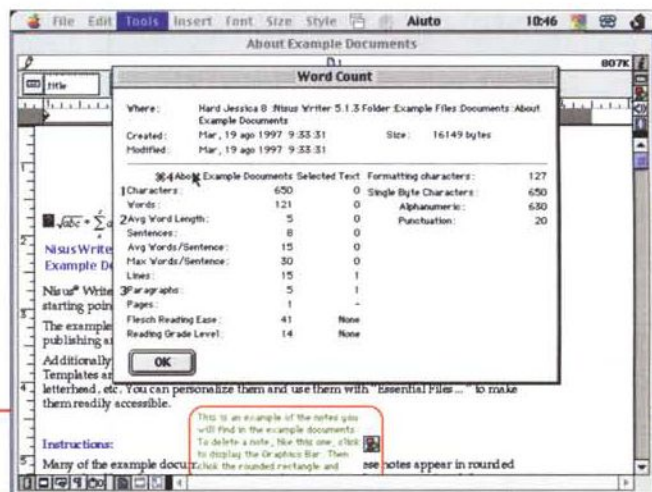 File Edit Tools Insert Font Size Style Aiuto 10:46
About Example Documents
807K
title
Word Count
Where: Hard Jessica 8 :Nisus Writer 5.1.3 Folder:Example Files:Documents:About
Example Documents
Created: Mar, 19 ago 1997 9:33:31 Size: 16149 bytes
Modified: Mar, 19 ago 1997 9:33:31
⌘4 About Example Documents Selected Text Formatting characters: 127
1 Characters: 650 0 Single Byte Characters: 650
Words: 121 0 Alphanumeric: 630
2 Avg Word Length: 5 0 Punctuation: 20
Sentences: 8 0
Avg Words/Sentence: 15 0
Max Words/Sentence: 30 0
Lines: 15 1
3 Paragraphs: 5 1
Pages: 1 -
Flesch Reading Ease: 41 None
Reading Grade Level: 14 None
OK
Nisus Write
Example D
Nisus® Write
starting poin
The example
publishing a
Additionally
Templates ar
letterhead, etc. You can personalize them and use them with "Essential Files..." to make
them readily accessible.
This is an example of the notes you
will find in the example documents
To delete a note, like this one, click
to display the Graphics Bar. Then
click the rounded rectangle and
Instructions:
Many of the example docum ese notes appear in rounded